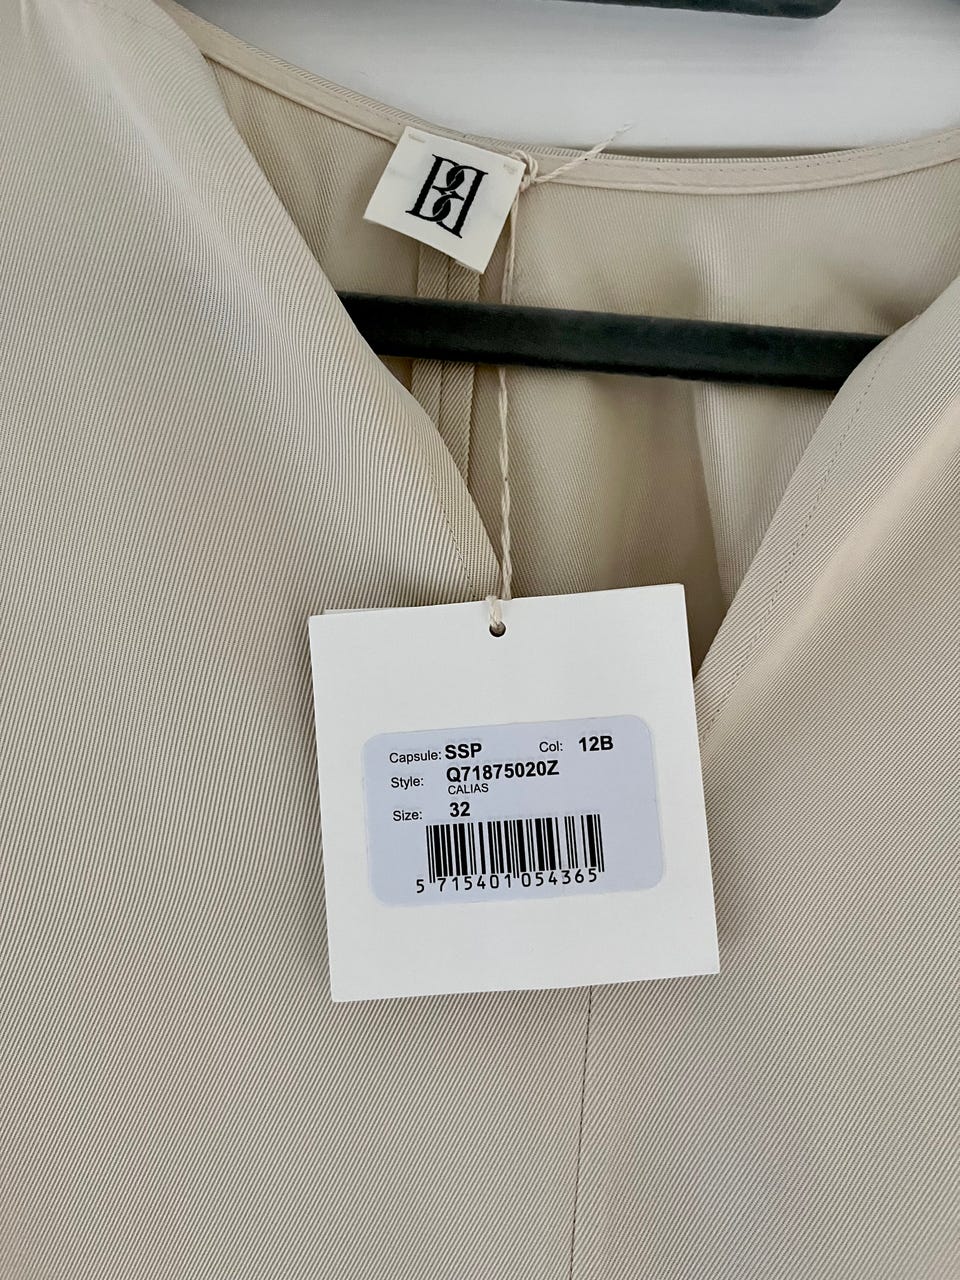 Capsule: SSP Col: 12B
Style: Q71875020Z
CALIAS
Size: 32
5 715401 054365